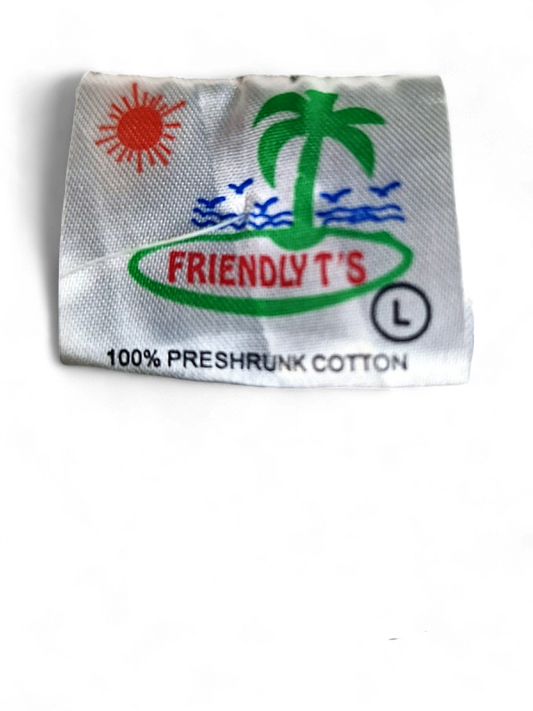 FRIENDLY T'S
L
100% PRESHRUNK COTTON